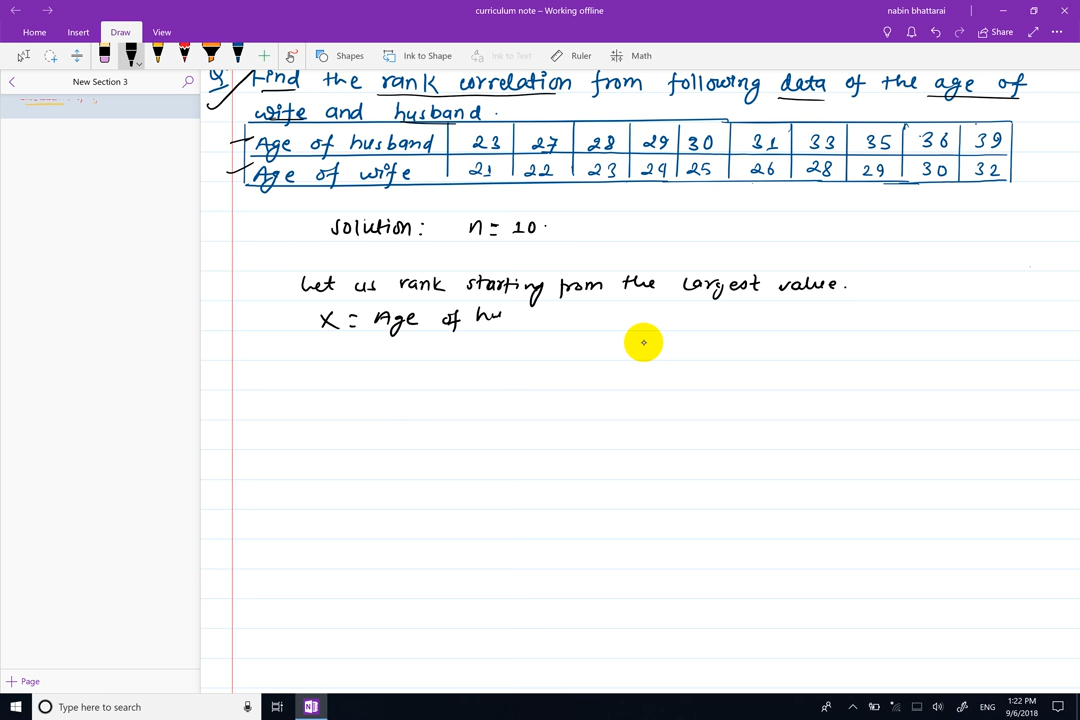 curriculum note – Working offline
nabin bhattarai
Home Insert Draw View
Share
Shapes Ink to Shape Ink to Text Ruler Math
New Section 3
Q. Find the rank correlation from following data of the age of
wife and husband.
Age of husband 23 27 28 29 30 31 33 35 36 39
Age of wife 21 22 23 24 25 26 28 29 30 32
Solution: n = 10.
Let us rank starting from the largest value.
X = Age of hu
Page
Type here to search
ENG
1:22 PM
9/6/2018